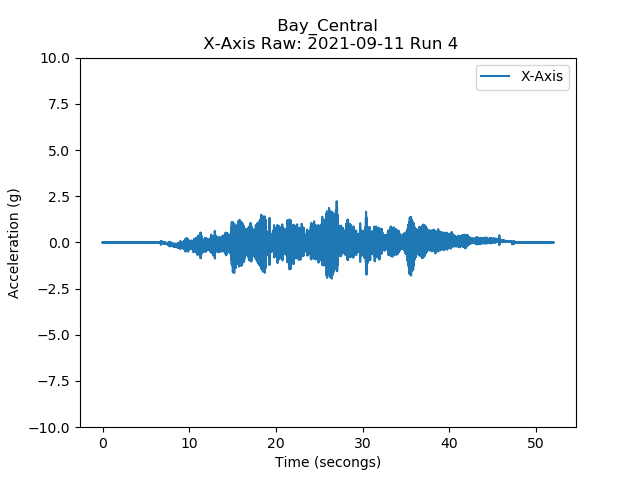 Bay_Central
X-Axis Raw: 2021-09-11 Run 4
10.0
7.5
5.0
2.5
0.0
−2.5
−5.0
−7.5
−10.0
Acceleration (g)
X-Axis
0 10 20 30 40 50
Time (secongs)